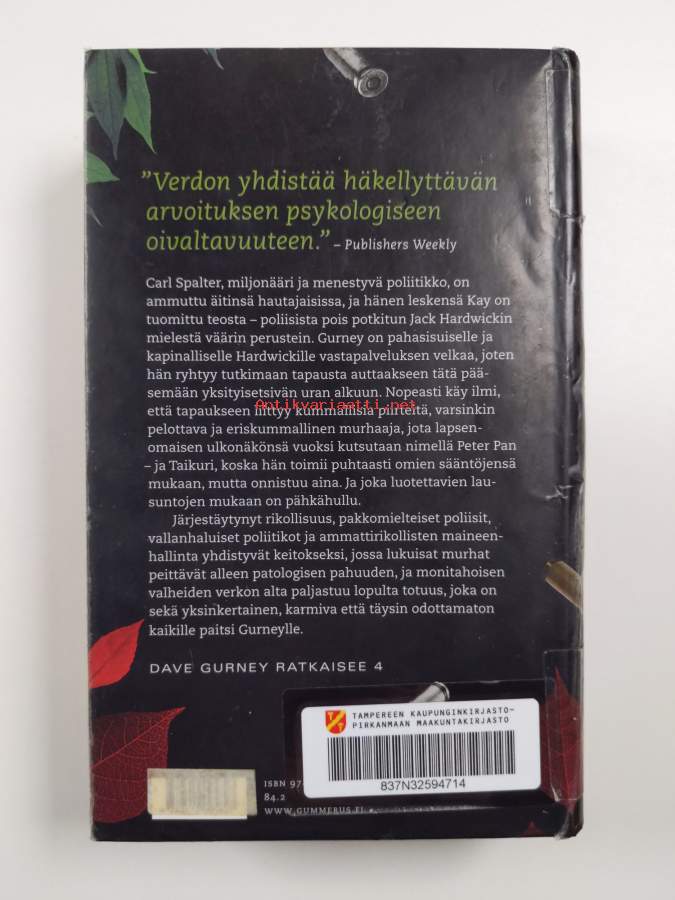 ”Verdon yhdistää häkellyttävän
arvoituksen psykologiseen
oivaltavuuteen.” – Publishers Weekly
Carl Spalter, miljonääri ja menestyvä poliitikko, on
ammuttu äitinsä hautajaisissa, ja hänen leskensä Kay on
tuomittu teosta – poliisista pois potkitun Jack Hardwickin
mielestä väärin perustein. Gurney on pahasisuiselle ja
kapinalliselle Hardwickille vastapalveluksen velkaa, joten
hän ryhtyy tutkimaan tapausta auttaakseen tätä pää-
semään yksityisetsivän uran alkuun. Nopeasti käy ilmi,
että tapaukseen liittyy kummallisia piirteitä, varsinkin
Antikvariaatti.net
pelottava ja eriskummallinen murhaaja, jota lapsen-
omaisen ulkonäkönsä vuoksi kutsutaan nimellä Peter Pan
– ja Taikuri, koska hän toimii puhtaasti omien sääntöjensä
mukaan, mutta onnistuu aina. Ja joka luotettavien lau-
suntojen mukaan on pähkähullu.
Järjestäytynyt rikollisuus, pakkomielteiset poliisit,
vallanhaluiset poliitikot ja ammattirikollisten maineen-
hallinta yhdistyvät keitokseksi, jossa lukuisat murhat
peittävät alleen patologisen pahuuden, ja monitahoisen
valheiden verkon alta paljastuu lopulta totuus, joka on
sekä yksinkertainen, karmiva että täysin odottamaton
kaikille paitsi Gurneylle.
DAVE GURNEY RATKAISEE 4
TAMPEREEN KAUPUNGINKIRJASTO-
PIRKANMAAN MAAKUNTAKIRJASTO
837N32594714
ISBN 97
84.2
WWW.GUMMERUS.FI